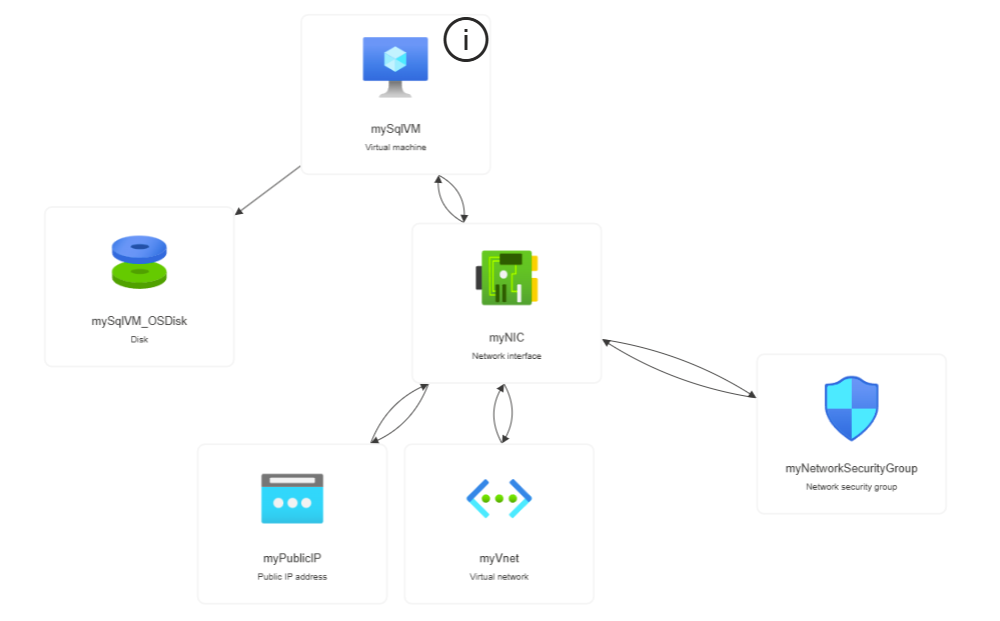 i
mySqlVM
Virtual machine
mySqlVM_OSDisk
Disk
myNIC
Network interface
myNetworkSecurityGroup
Network security group
myPublicIP
Public IP address
myVnet
Virtual network